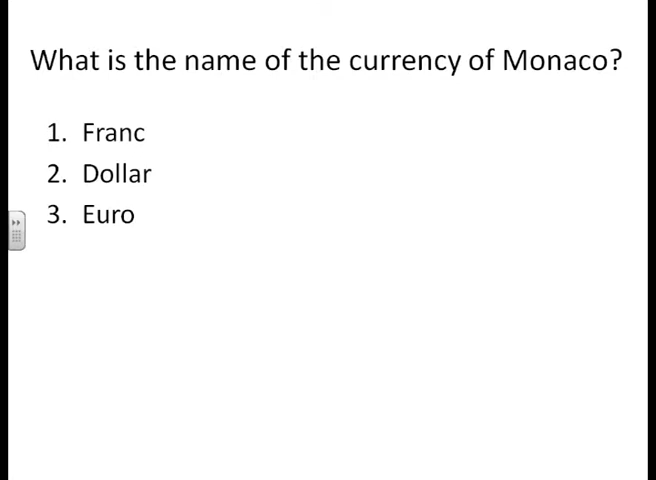 What is the name of the currency of Monaco?
1. Franc
2. Dollar
3. Euro